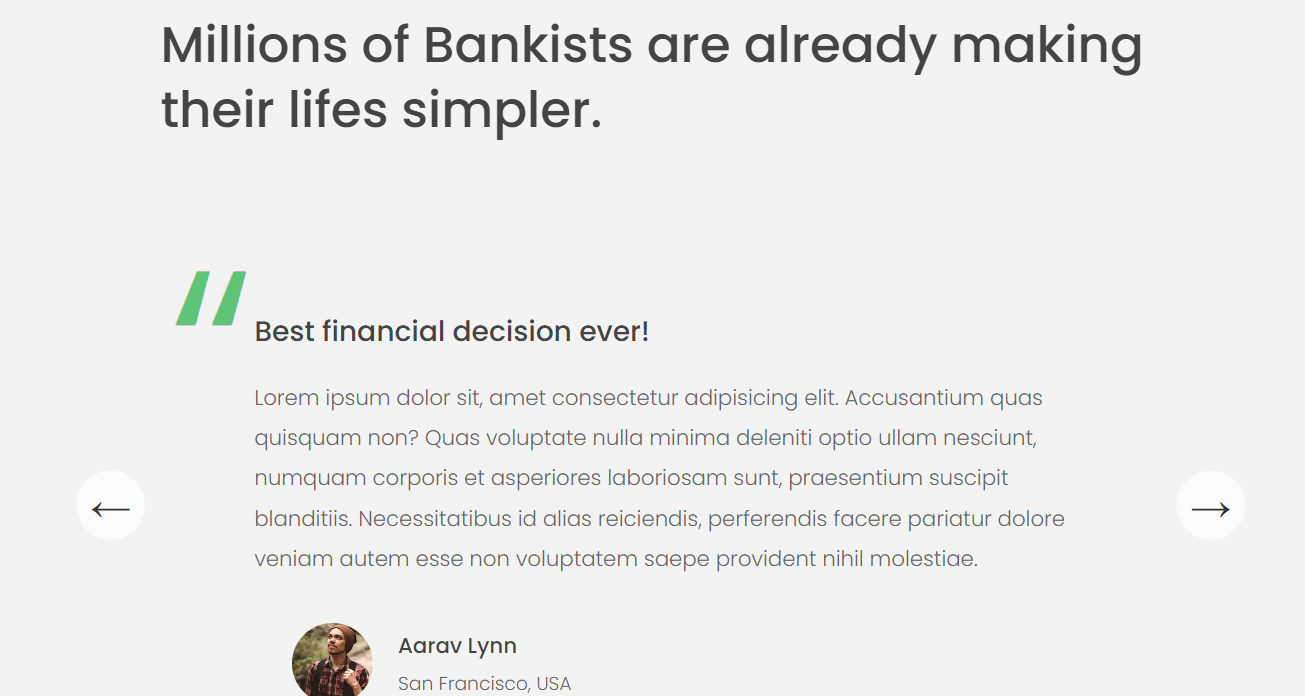 Millions of Bankists are already making
their lifes simpler.
"
Best financial decision ever!
Lorem ipsum dolor sit, amet consectetur adipisicing elit. Accusantium quas
quisquam non? Quas voluptate nulla minima deleniti optio ullam nesciunt,
numquam corporis et asperiores laboriosam sunt, praesentium suscipit
blanditiis. Necessitatibus id alias reiciendis, perferendis facere pariatur dolore
veniam autem esse non voluptatem saepe provident nihil molestiae.
← →
Aarav Lynn
San Francisco, USA